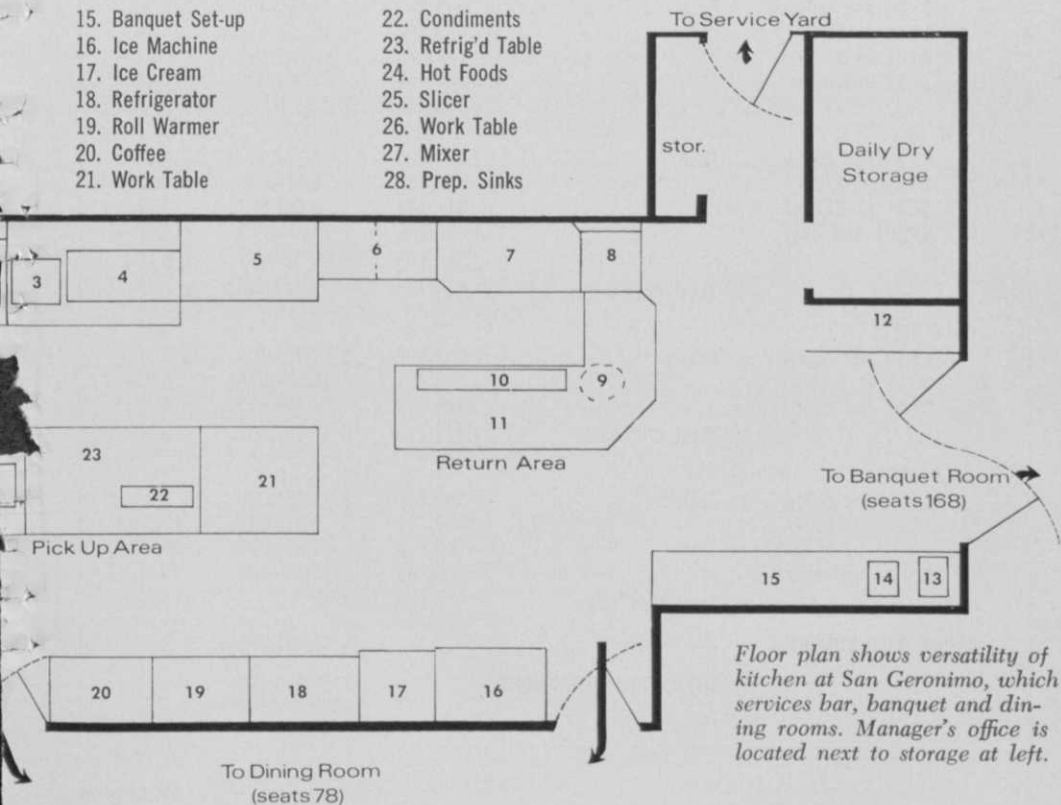 15. Banquet Set-up
16. Ice Machine
17. Ice Cream
18. Refrigerator
19. Roll Warmer
20. Coffee
21. Work Table
22. Condiments
23. Refrig'd Table
24. Hot Foods
25. Slicer
26. Work Table
27. Mixer
28. Prep. Sinks
To Service Yard
stor.
Daily Dry
Storage
3
4
5
6
7
8
12
10
9
11
Return Area
23
22
21
Pick Up Area
To Banquet Room
(seats 168)
15
14
13
20
19
18
17
16
To Dining Room
(seats 78)
Floor plan shows versatility of
kitchen at San Geronimo, which
services bar, banquet and din-
ing rooms. Manager's office is
located next to storage at left.